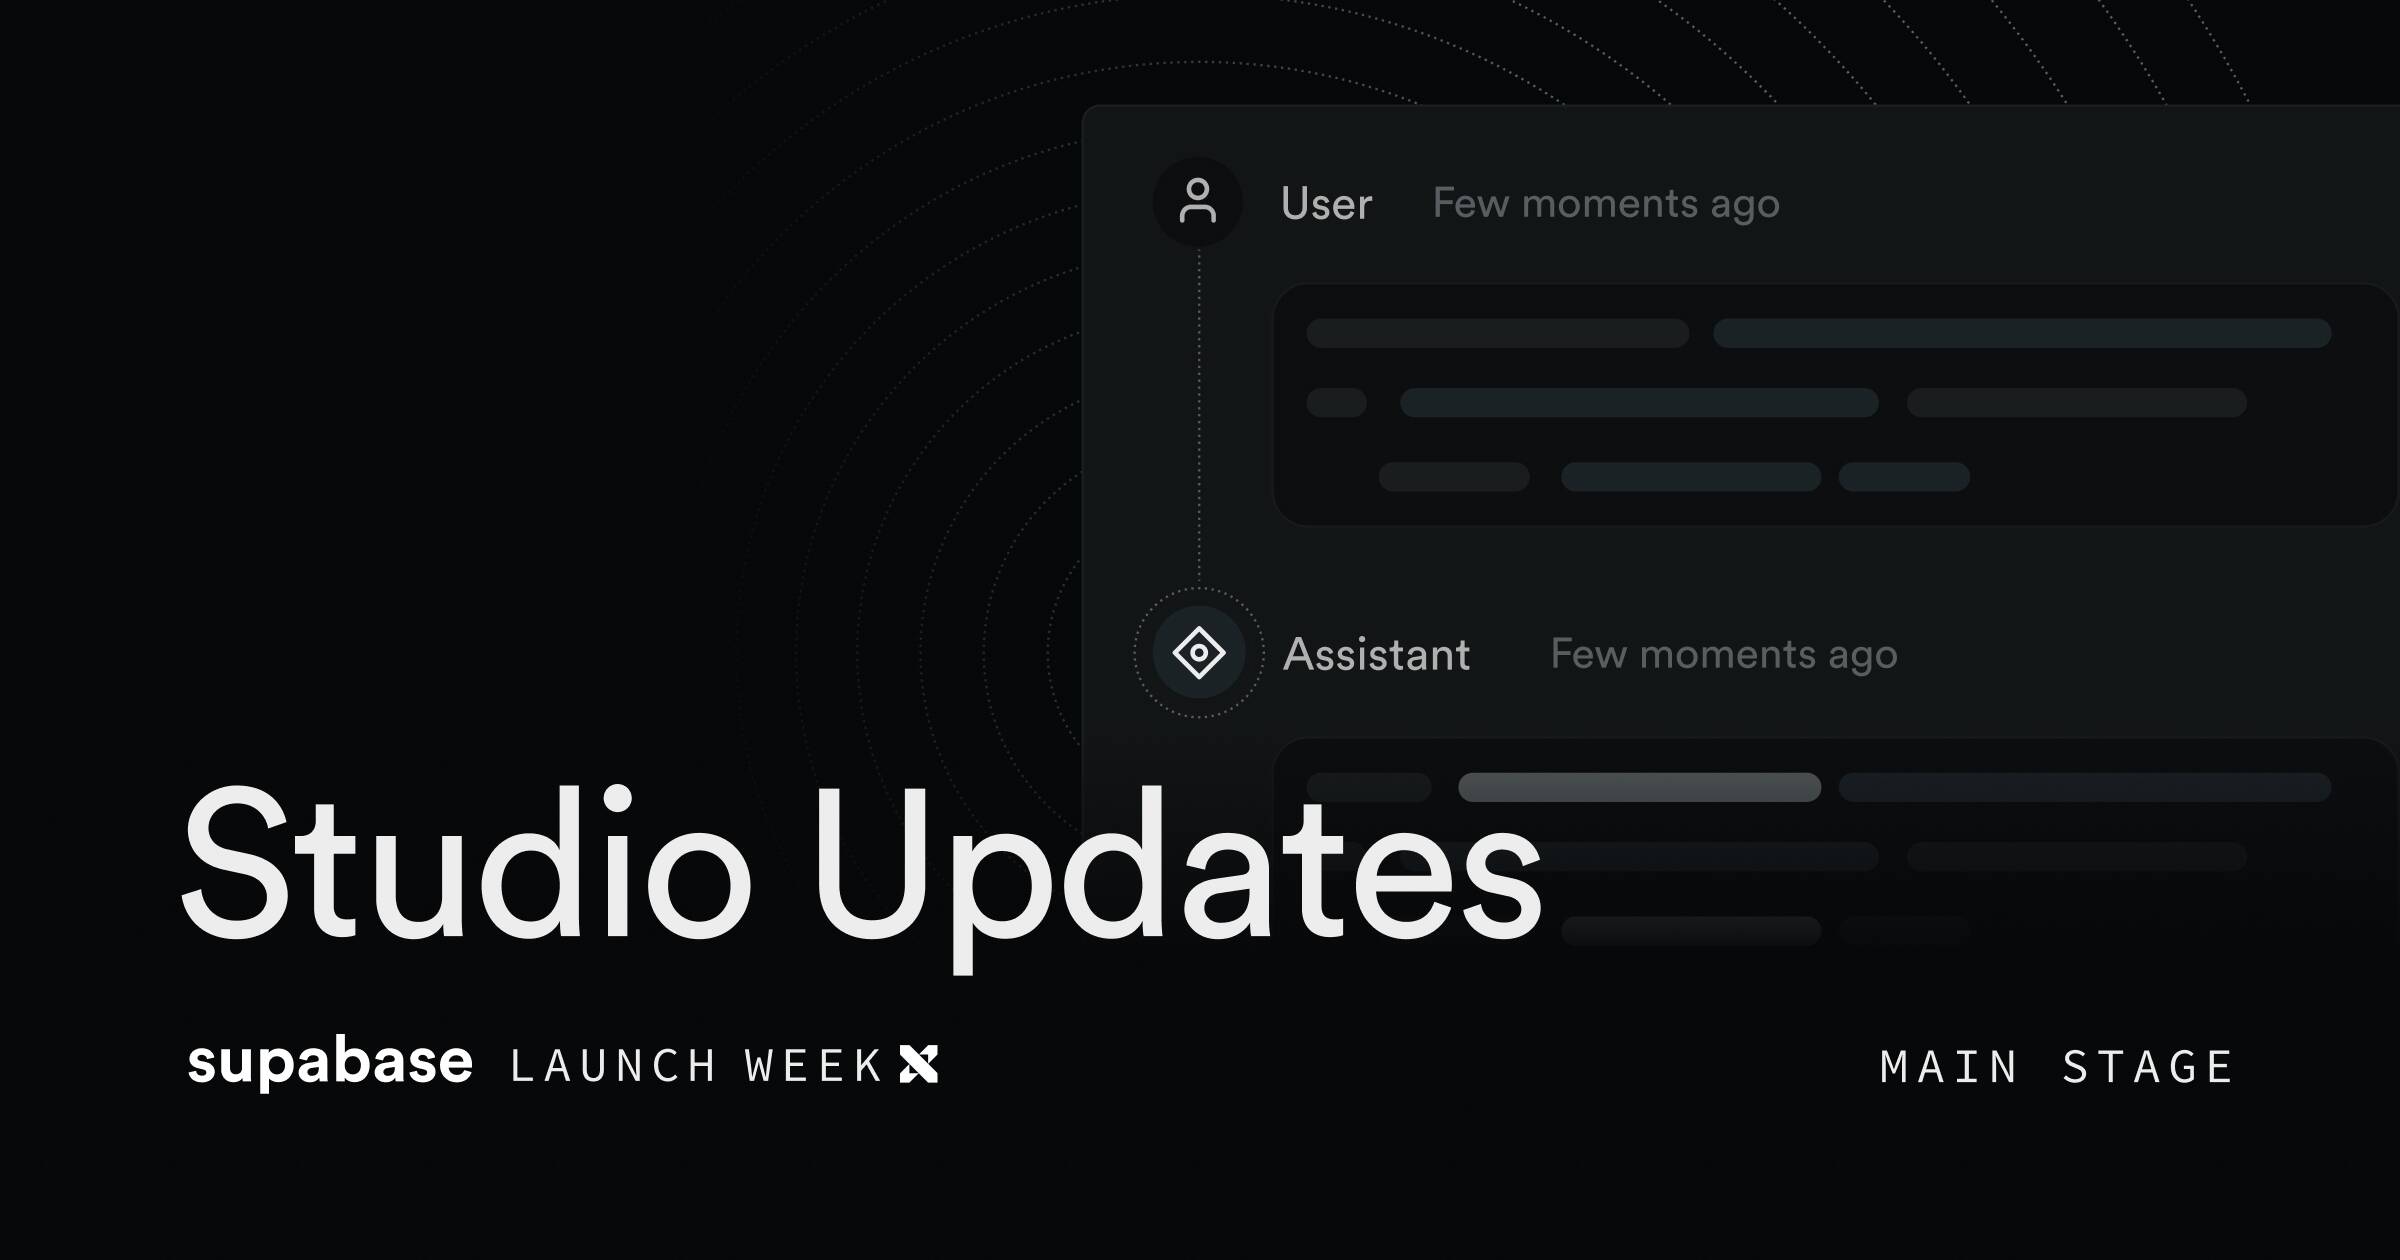 User Few moments ago
Assistant Few moments ago
Studio Updates
supabase LAUNCH WEEK X
MAIN STAGE